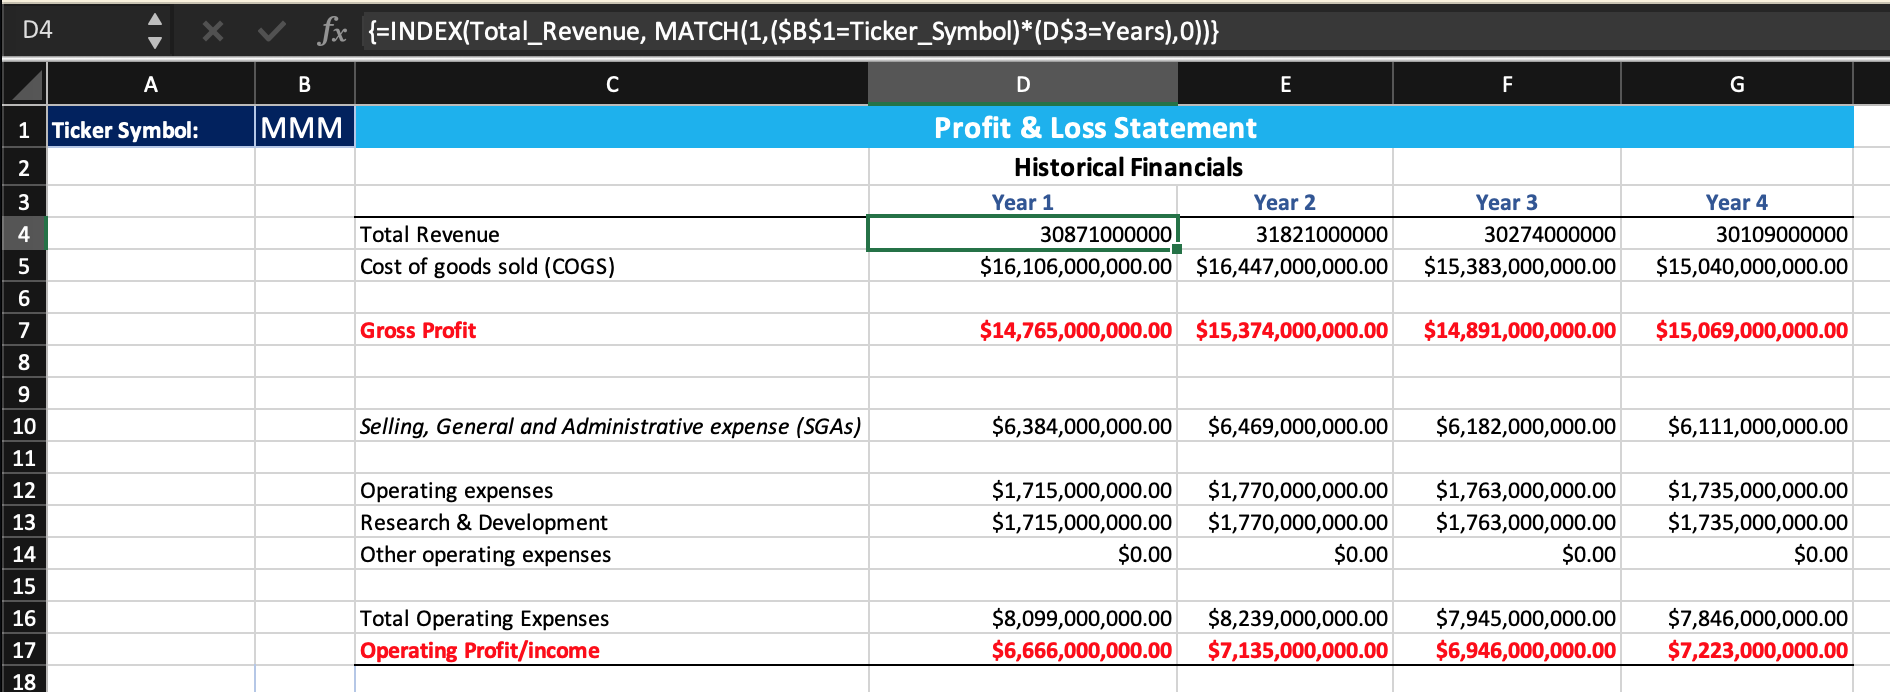 D4 fx {=INDEX(Total_Revenue, MATCH(1,($B$1=Ticker_Symbol)*(D$3=Years),0))}
A B C D E F G
1 Ticker Symbol: MMM Profit & Loss Statement
2 Historical Financials
3 Year 1 Year 2 Year 3 Year 4
4 Total Revenue 30871000000 31821000000 30274000000 30109000000
5 Cost of goods sold (COGS) $16,106,000,000.00 $16,447,000,000.00 $15,383,000,000.00 $15,040,000,000.00
6
7 Gross Profit $14,765,000,000.00 $15,374,000,000.00 $14,891,000,000.00 $15,069,000,000.00
8
9
10 Selling, General and Administrative expense (SGAs) $6,384,000,000.00 $6,469,000,000.00 $6,182,000,000.00 $6,111,000,000.00
11
12 Operating expenses $1,715,000,000.00 $1,770,000,000.00 $1,763,000,000.00 $1,735,000,000.00
13 Research & Development $1,715,000,000.00 $1,770,000,000.00 $1,763,000,000.00 $1,735,000,000.00
14 Other operating expenses $0.00 $0.00 $0.00 $0.00
15
16 Total Operating Expenses $8,099,000,000.00 $8,239,000,000.00 $7,945,000,000.00 $7,846,000,000.00
17 Operating Profit/income $6,666,000,000.00 $7,135,000,000.00 $6,946,000,000.00 $7,223,000,000.00
18